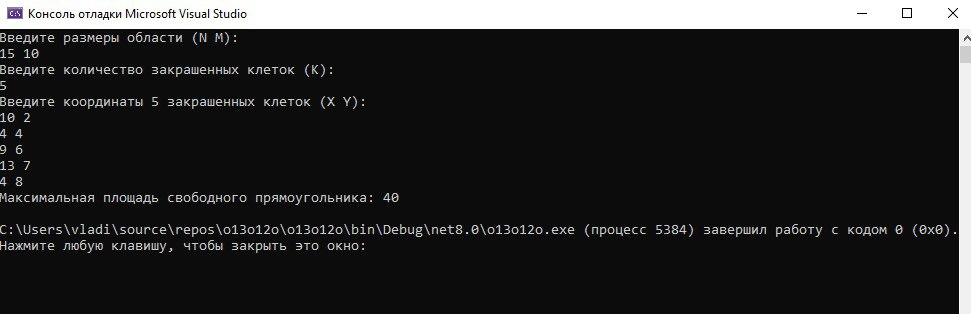 Консоль отладки Microsoft Visual Studio
Введите размеры области (N M):
15 10
Введите количество закрашенных клеток (K):
5
Введите координаты 5 закрашенных клеток (X Y):
10 2
4 4
9 6
13 7
4 8
Максимальная площадь свободного прямоугольника: 40
C:\Users\vladi\source\repos\o13o12o\o13o12o\bin\Debug\net8.0\o13o12o.exe (процесс 5384) завершил работу с кодом 0 (0x0).
Нажмите любую клавишу, чтобы закрыть это окно: